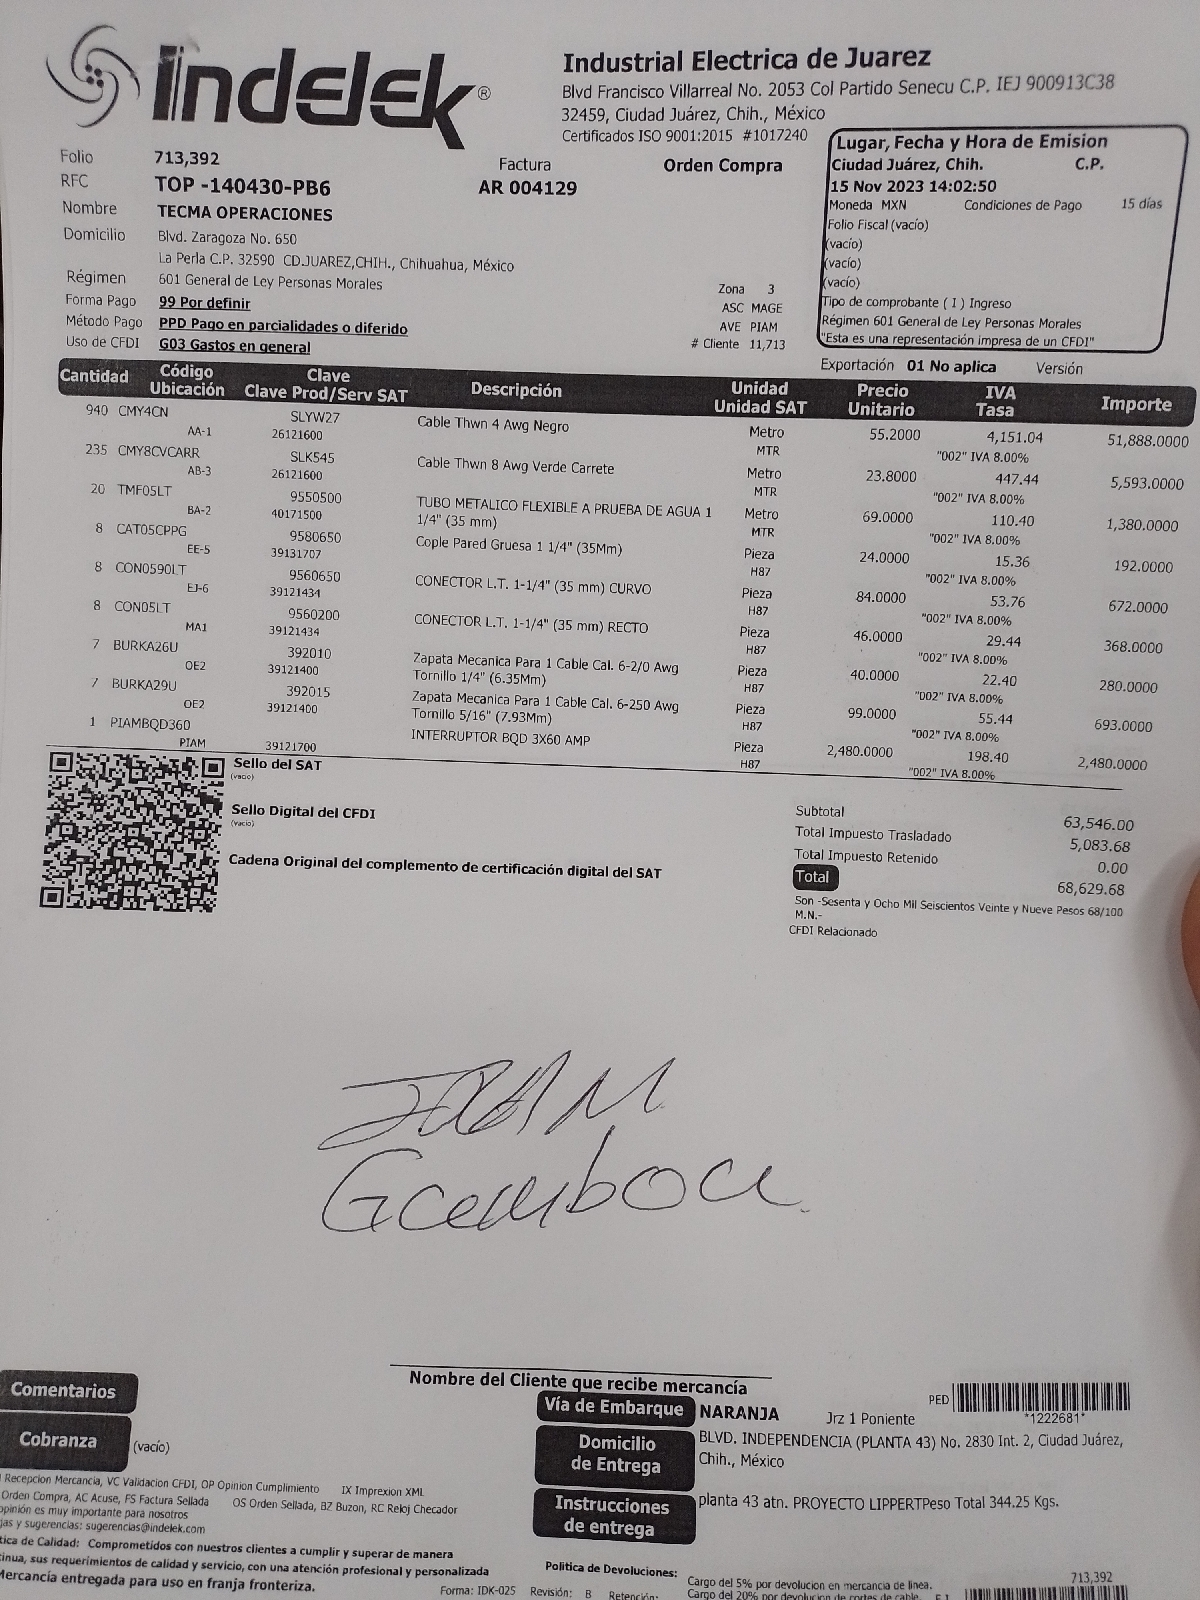 Indelek®
Industrial Electrica de Juarez
Blvd Francisco Villarreal No. 2053 Col Partido Senecu C.P. IEJ 900913C38
32459, Ciudad Juárez, Chih., México
Certificados ISO 9001:2015 #1017240
Folio 713,392
Factura
Orden Compra
RFC TOP -140430-PB6
AR 004129
Nombre TECMA OPERACIONES
Domicilio Blvd. Zaragoza No. 650
La Perla C.P. 32590 CD.JUAREZ,CHIH., Chihuahua, México
Régimen 601 General de Ley Personas Morales
Forma Pago 99 Por definir
Método Pago PPD Pago en parcialidades o diferido
Uso de CFDI G03 Gastos en general
Zona 3
ASC MAGE
AVE PIAM
# Cliente 11,713
Lugar, Fecha y Hora de Emision
Ciudad Juárez, Chih. C.P.
15 Nov 2023 14:02:50
Moneda MXN Condiciones de Pago 15 días
Folio Fiscal (vacío)
(vacío)
(vacío)
(vacío)
Tipo de comprobante ( I ) Ingreso
Régimen 601 General de Ley Personas Morales
"Esta es una representación impresa de un CFDI"
Exportación 01 No aplica Versión
Cantidad Código Clave Descripción Unidad Precio IVA Importe
Ubicación Clave Prod/Serv SAT Unidad SAT Unitario Tasa
940 CMY4CN SLYW27 Cable Thwn 4 Awg Negro Metro 55.2000 4,151.04 51,888.0000
AA-1 26121600 MTR "002" IVA 8.00%
235 CMY8CVCARR SLK545 Cable Thwn 8 Awg Verde Carrete Metro 23.8000 447.44 5,593.0000
AB-3 26121600 MTR "002" IVA 8.00%
20 TMF05LT 9550500 TUBO METALICO FLEXIBLE A PRUEBA DE AGUA 1 Metro 69.0000 110.40 1,380.0000
BA-2 40171500 1/4" (35 mm) MTR "002" IVA 8.00%
8 CAT05CPPG 9580650 Cople Pared Gruesa 1 1/4" (35Mm) Pieza 24.0000 15.36 192.0000
EE-5 39131707 H87 "002" IVA 8.00%
8 CON0590LT 9560650 CONECTOR L.T. 1-1/4" (35 mm) CURVO Pieza 84.0000 53.76 672.0000
EJ-6 39121434 H87 "002" IVA 8.00%
8 CON05LT 9560200 CONECTOR L.T. 1-1/4" (35 mm) RECTO Pieza 46.0000 29.44 368.0000
MA1 39121434 H87 "002" IVA 8.00%
7 BURKA26U 392010 Zapata Mecanica Para 1 Cable Cal. 6-2/0 Awg Pieza 40.0000 22.40 280.0000
OE2 39121400 Tornillo 1/4" (6.35Mm) H87 "002" IVA 8.00%
7 BURKA29U 392015 Zapata Mecanica Para 1 Cable Cal. 6-250 Awg Pieza 99.0000 55.44 693.0000
OE2 39121400 Tornillo 5/16" (7.93Mm) H87 "002" IVA 8.00%
1 PIAMBQD360 INTERRUPTOR BQD 3X60 AMP Pieza 2,480.0000 198.40 2,480.0000
PIAM 39121700 H87 "002" IVA 8.00%
Sello del SAT
(vacio)
Sello Digital del CFDI
(vacio)
Cadena Original del complemento de certificación digital del SAT
Subtotal 63,546.00
Total Impuesto Trasladado 5,083.68
Total Impuesto Retenido 0.00
Total 68,629.68
Son -Sesenta y Ocho Mil Seiscientos Veinte y Nueve Pesos 68/100
M.N.-
CFDI Relacionado
Gamboa
Nombre del Cliente que recibe mercancía
Comentarios
Cobranza (vacío)
Vía de Embarque NARANJA Jrz 1 Poniente
PED *1222681*
Domicilio de Entrega BLVD. INDEPENDENCIA (PLANTA 43) No. 2830 Int. 2, Ciudad Juárez,
Chih., México
Instrucciones de entrega planta 43 atn. PROYECTO LIPPERTPeso Total 344.25 Kgs.
Recepcion Mercancia, VC Validacion CFDI, OP Opinion Cumplimiento IX Imprexion XML
Orden Compra, AC Acuse, FS Factura Sellada OS Orden Sellada, BZ Buzon, RC Reloj Checador
opinión es muy importante para nosotros
y sugerencias: sugerencias@indelek.com
de Calidad: Comprometidos con nuestros clientes a cumplir y superar de manera
sus requerimientos de calidad y servicio, con una atención profesional y personalizada
Mercancía entregada para uso en franja fronteriza.
Forma: IDK-025 Revisión: B Retención:
Politica de Devoluciones:
Cargo del 5% por devolucion en mercancia de linea.
Cargo del 20% por devolucion de cortes de cable.
713,392